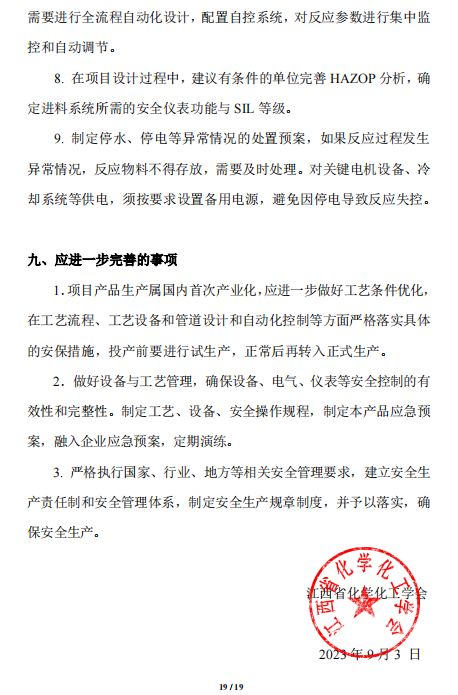 需要进行全流程自动化设计，配置自控系统，对反应参数进行集中监
控和自动调节。
8. 在项目设计过程中，建议有条件的单位完善 HAZOP 分析，确
定进料系统所需的安全仪表功能与 SIL 等级。
9. 制定停水、停电等异常情况的处置预案，如果反应过程发生
异常情况，反应物料不得存放，需要及时处理。对关键电机设备、冷
却系统等供电，须按要求设置备用电源，避免因停电导致反应失控。
九、应进一步完善的事项
1.项目产品生产属国内首次产业化,应进一步做好工艺条件优化，
在工艺流程、工艺设备和管道设计和自动化控制等方面严格落实具体
的安保措施，投产前要进行试生产，正常后再转入正式生产。
2．做好设备与工艺管理，确保设备、电气、仪表等安全控制的有
效性和完整性。制定工艺、设备、安全操作规程，制定本产品应急预
案，融入企业应急预案，定期演练。
3. 严格执行国家、行业、地方等相关安全管理要求，建立安全生
产责任制和安全管理体系，制定安全生产规章制度，并予以落实，确
保安全生产。
江西省化学化工学会
江西省化学化工学会
2023 年 9 月 3 日
19 / 19